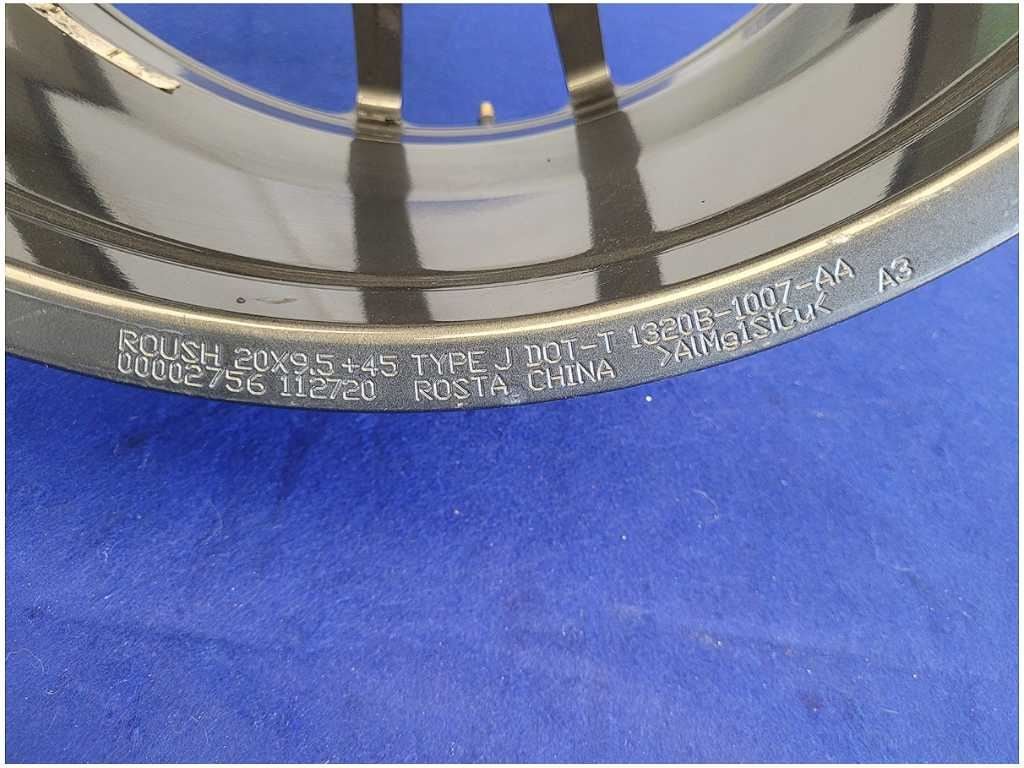 ROUSH 20X9.5 +45 TYPE J DOT-T 1320B-1007-AA A3
00002756 112720 ROSTA CHINA >AlMg1SiCu<